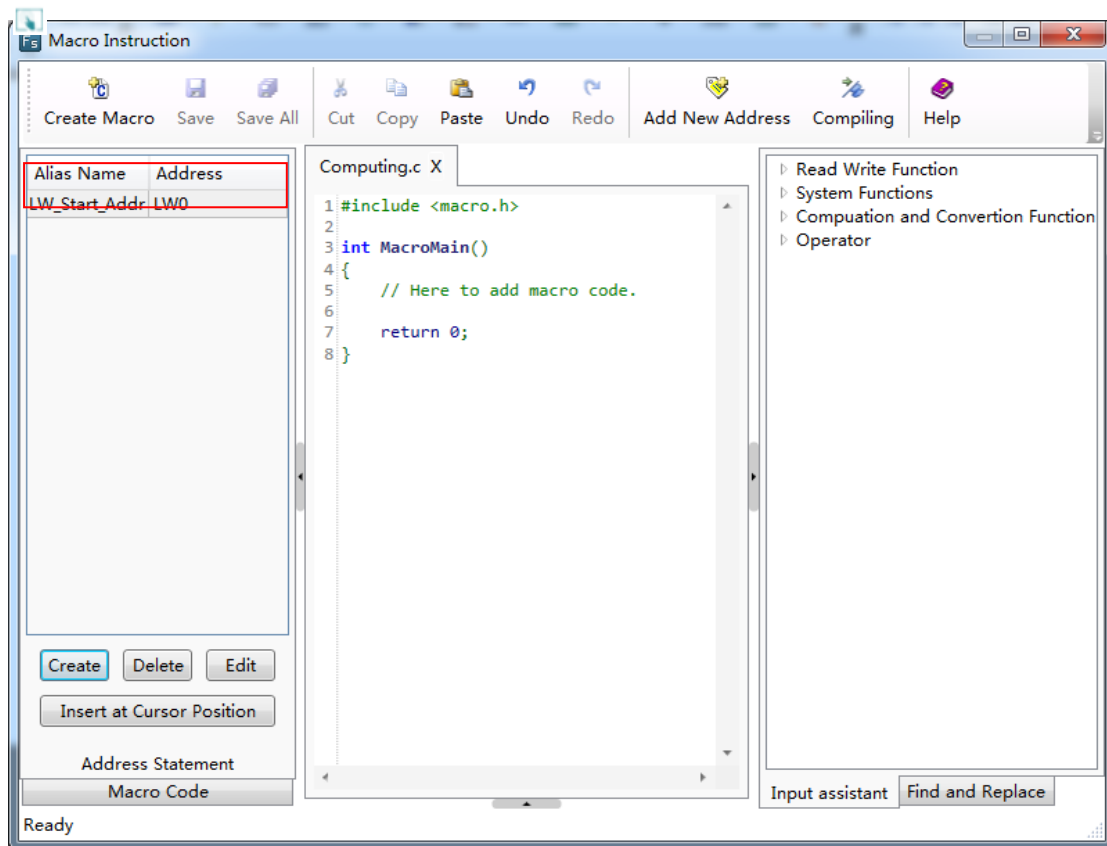 Fs Macro Instruction
Create Macro Save Save All Cut Copy Paste Undo Redo Add New Address Compiling Help
Alias Name Address
LW_Start_Addr LW0
Create Delete Edit
Insert at Cursor Position
Address Statement
Macro Code
Computing.c X
1 #include <macro.h>
2
3 int MacroMain()
4 {
5 // Here to add macro code.
6
7 return 0;
8 }
Read Write Function
System Functions
Compuation and Convertion Function
Operator
Input assistant Find and Replace
Ready